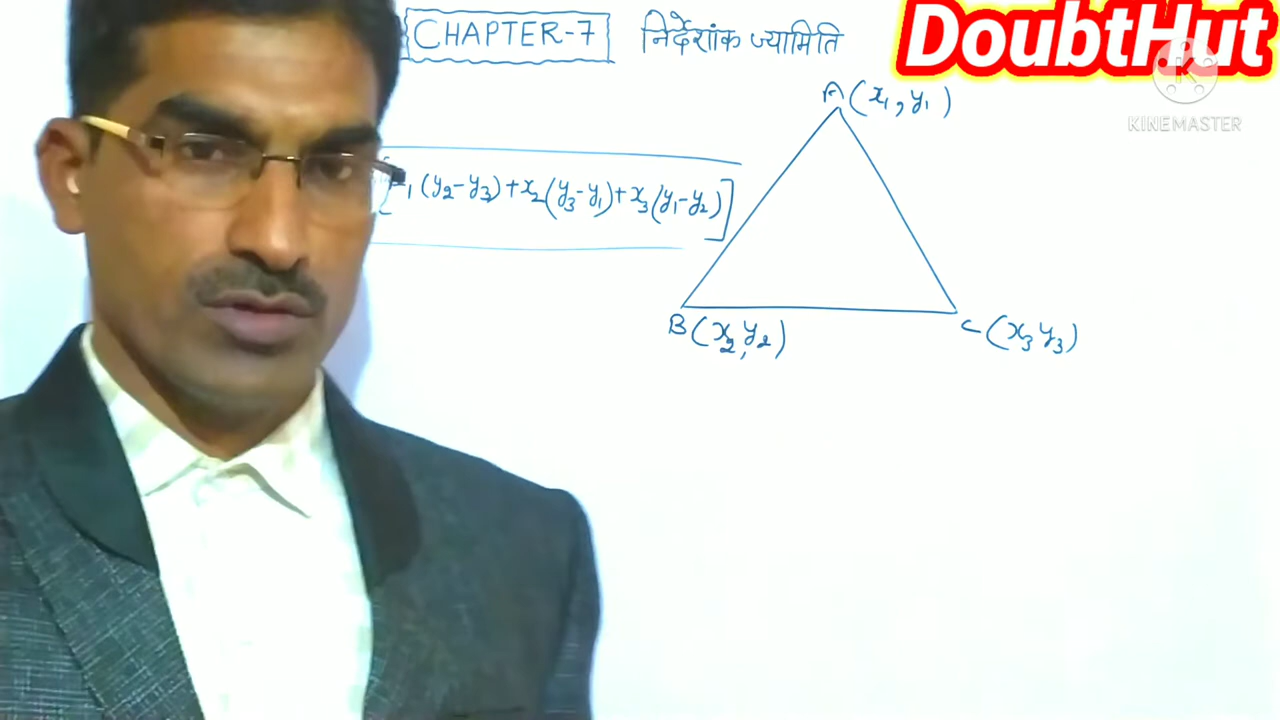 CHAPTER-7 निर्देशांक ज्यामिति
DoubtHut
KINEMASTER
A(x₁, y₁)
₁(y₂-y₃)+x₂(y₃-y₁)+x₃(y₁-y₂)]
B(x₂, y₂)
C(x₃ y₃)